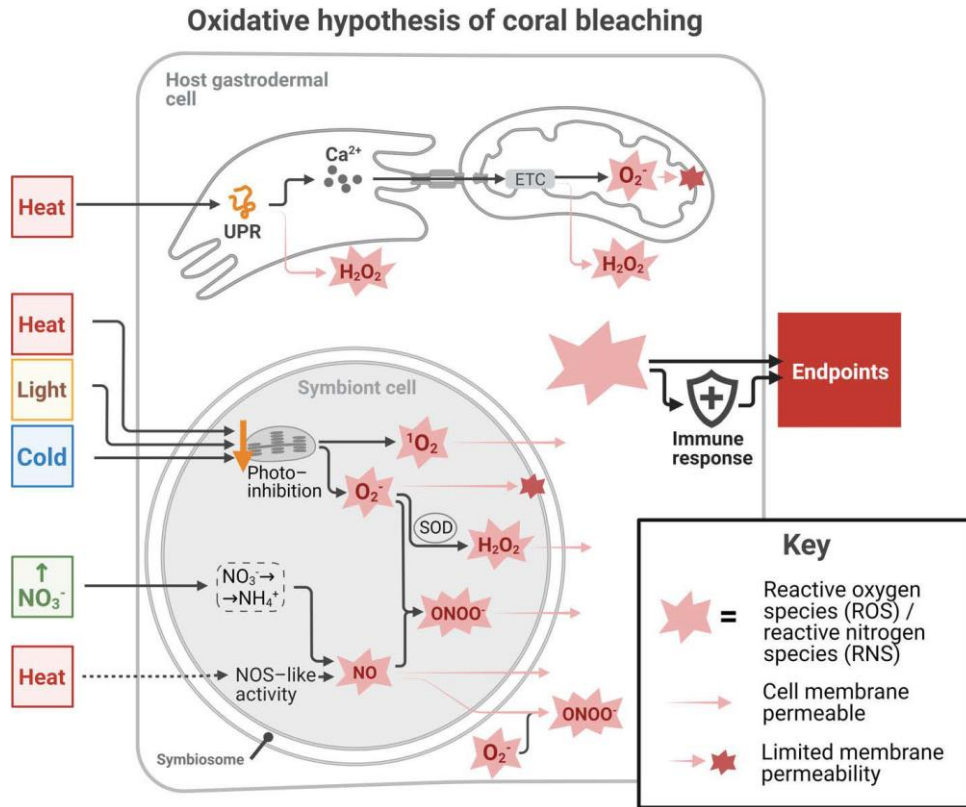 Oxidative hypothesis of coral bleaching
Host gastrodermal
cell
Heat
UPR
Ca²⁺
H₂O₂
ETC
O₂⁻
H₂O₂
Heat
Light
Cold
Symbiont cell
Photo–
inhibition
¹O₂
O₂⁻
SOD
H₂O₂
ONOO⁻
↑
NO₃⁻
NO₃⁻→
→NH₄⁺
Heat
NOS–like
activity
NO
ONOO⁻
O₂⁻
Symbiosome
Immune
response
Endpoints
Key
=
Reactive oxygen
species (ROS) /
reactive nitrogen
species (RNS)
Cell membrane
permeable
Limited membrane
permeability